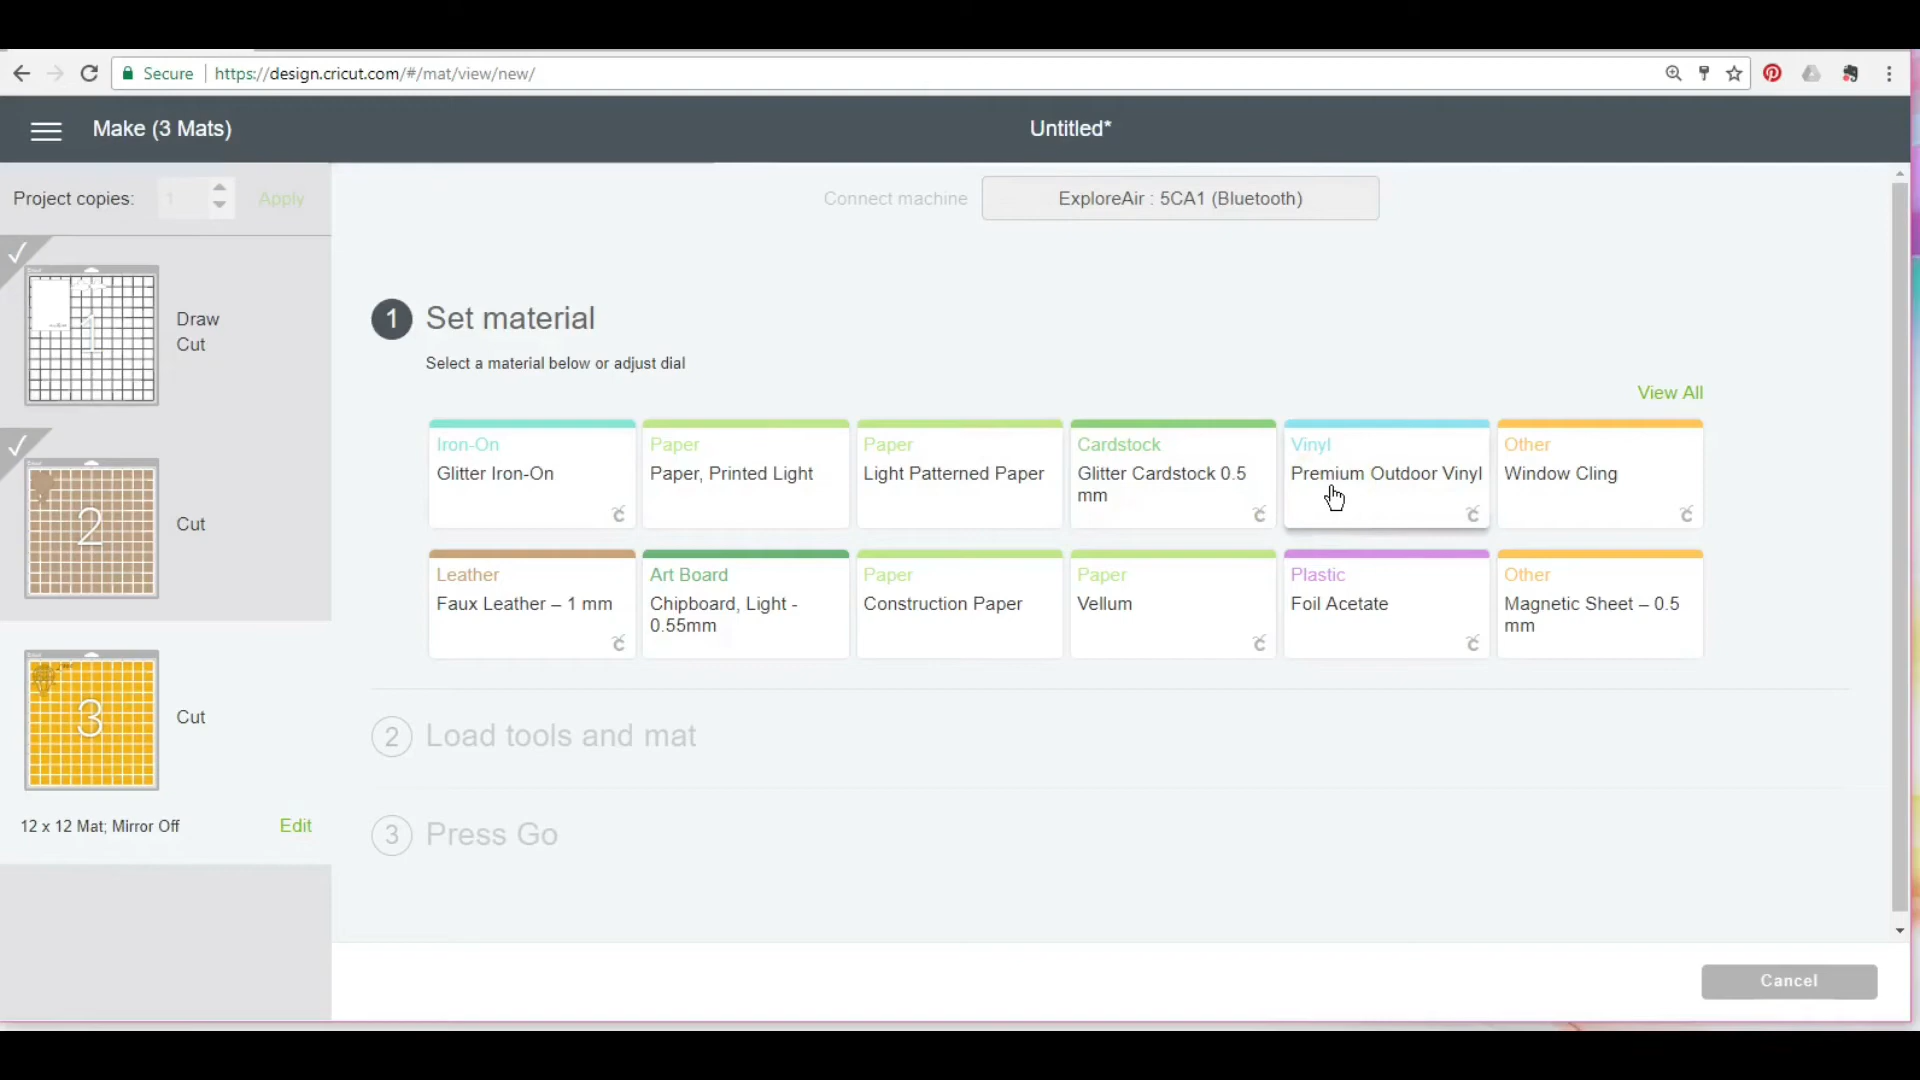 Secure https://design.cricut.com/#/mat/view/new/
Make (3 Mats)
Untitled*
Project copies: 1 Apply
Connect machine ExploreAir : 5CA1 (Bluetooth)
1
Draw
Cut
2
Cut
3
Cut
12 x 12 Mat; Mirror Off Edit
1 Set material
Select a material below or adjust dial
View All
Iron-On
Glitter Iron-On
Paper
Paper, Printed Light
Paper
Light Patterned Paper
Cardstock
Glitter Cardstock 0.5
mm
Vinyl
Premium Outdoor Vinyl
Other
Window Cling
Leather
Faux Leather – 1 mm
Art Board
Chipboard, Light -
0.55mm
Paper
Construction Paper
Paper
Vellum
Plastic
Foil Acetate
Other
Magnetic Sheet – 0.5
mm
2 Load tools and mat
3 Press Go
Cancel